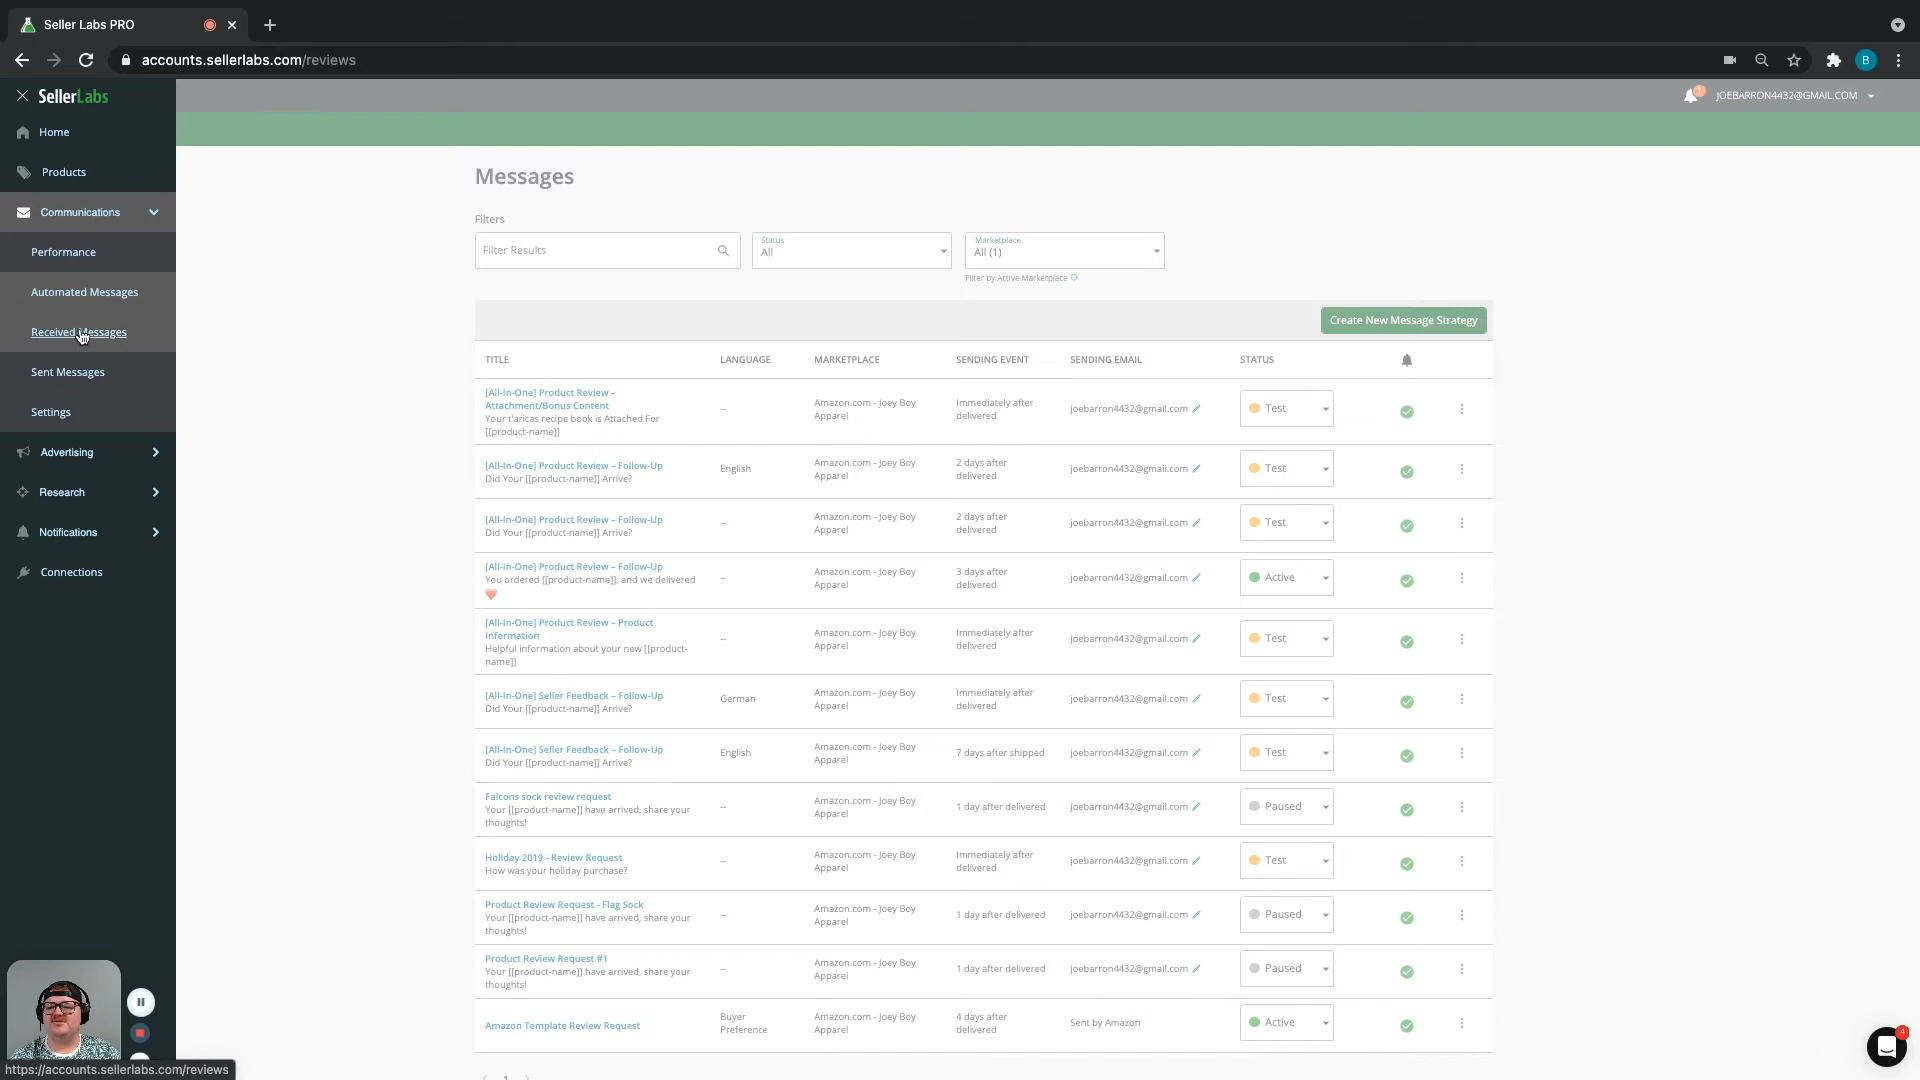 Seller Labs PRO
accounts.sellerlabs.com/reviews
B
SellerLabs
1
JOEBARRON4432@GMAIL.COM
Home
Products
Communications
Performance
Automated Messages
Received Messages
Sent Messages
Settings
Advertising
Research
Notifications
Connections
Messages
Filters
Filter Results
Status
All
Marketplace
All (1)
Filter by Active Marketplace
Create New Message Strategy
TITLE LANGUAGE MARKETPLACE SENDING EVENT SENDING EMAIL STATUS
[All-In-One] Product Review –
Attachment/Bonus Content
Your t'aricas recipe book is Attached For
[[product-name]]
--
Amazon.com - Joey Boy
Apparel
Immediately after
delivered
joebarron4432@gmail.com
Test
[All-In-One] Product Review – Follow-Up
Did Your [[product-name]] Arrive?
English
Amazon.com - Joey Boy
Apparel
2 days after
delivered
joebarron4432@gmail.com
Test
[All-In-One] Product Review – Follow-Up
Did Your [[product-name]] Arrive?
--
Amazon.com - Joey Boy
Apparel
2 days after
delivered
joebarron4432@gmail.com
Test
[All-In-One] Product Review – Follow-Up
You ordered [[product-name]], and we delivered
--
Amazon.com - Joey Boy
Apparel
3 days after
delivered
joebarron4432@gmail.com
Active
[All-In-One] Product Review – Product
Information
Helpful information about your new [[product-
name]]
--
Amazon.com - Joey Boy
Apparel
Immediately after
delivered
joebarron4432@gmail.com
Test
[All-In-One] Seller Feedback – Follow-Up
Did Your [[product-name]] Arrive?
German
Amazon.com - Joey Boy
Apparel
Immediately after
delivered
joebarron4432@gmail.com
Test
[All-In-One] Seller Feedback – Follow-Up
Did Your [[product-name]] Arrive?
English
Amazon.com - Joey Boy
Apparel
7 days after shipped
joebarron4432@gmail.com
Test
Falcons sock review request
Your [[product-name]] have arrived, share your
thoughts!
--
Amazon.com - Joey Boy
Apparel
1 day after delivered
joebarron4432@gmail.com
Paused
Holiday 2019 - Review Request
How was your holiday purchase?
--
Amazon.com - Joey Boy
Apparel
Immediately after
delivered
joebarron4432@gmail.com
Test
Product Review Request - Flag Sock
Your [[product-name]] have arrived, share your
thoughts!
--
Amazon.com - Joey Boy
Apparel
1 day after delivered
joebarron4432@gmail.com
Paused
Product Review Request #1
Your [[product-name]] have arrived, share your
thoughts!
--
Amazon.com - Joey Boy
Apparel
1 day after delivered
joebarron4432@gmail.com
Paused
Amazon Template Review Request
Buyer
Preference
Amazon.com - Joey Boy
Apparel
4 days after
delivered
Sent by Amazon
Active
4
https://accounts.sellerlabs.com/reviews